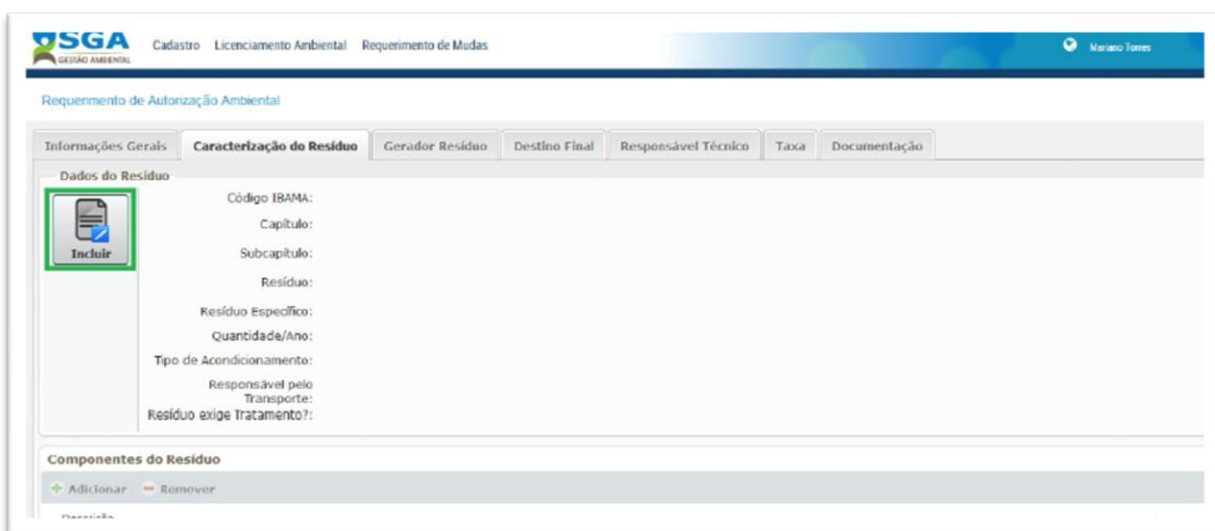 SGA
GESTÃO AMBIENTAL
Cadastro Licenciamento Ambiental Requerimento de Mudas
Mariano Torres
Requerimento de Autorização Ambiental
Informações Gerais Caracterização do Resíduo Gerador Resíduo Destino Final Responsável Técnico Taxa Documentação
Dados do Resíduo
Incluir
Código IBAMA:
Capítulo:
Subcapítulo:
Resíduo:
Resíduo Específico:
Quantidade/Ano:
Tipo de Acondicionamento:
Responsável pelo
Transporte:
Resíduo exige Tratamento?:
Componentes do Resíduo
Adicionar Remover
Descrição